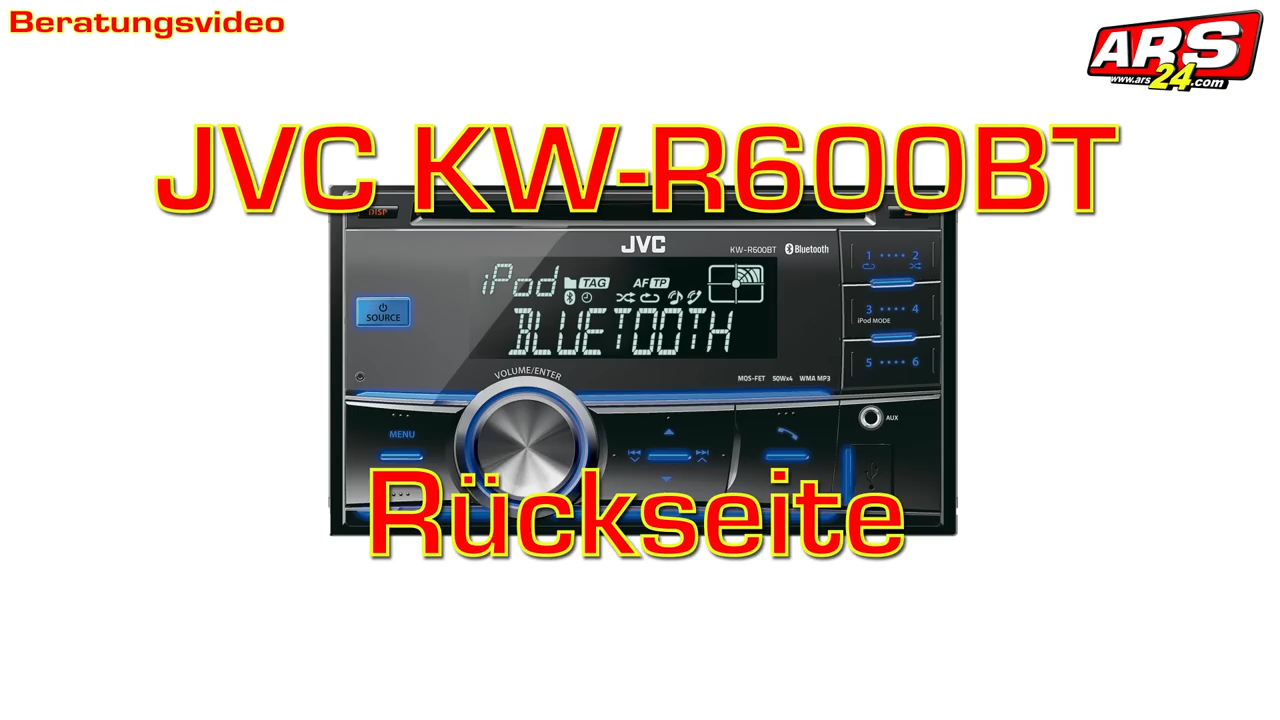 Beratungsvideo
ARS
www.ars24.com
JVC KW-R600BT
DISP
JVC
KW-R600BT Bluetooth
iPod TAG AF TP
BLUETOOTH
SOURCE
1 2
3 4
iPod MODE
5 6
VOLUME/ENTER
MOS-FET 50Wx4 WMA MP3
MENU
AUX
Rückseite